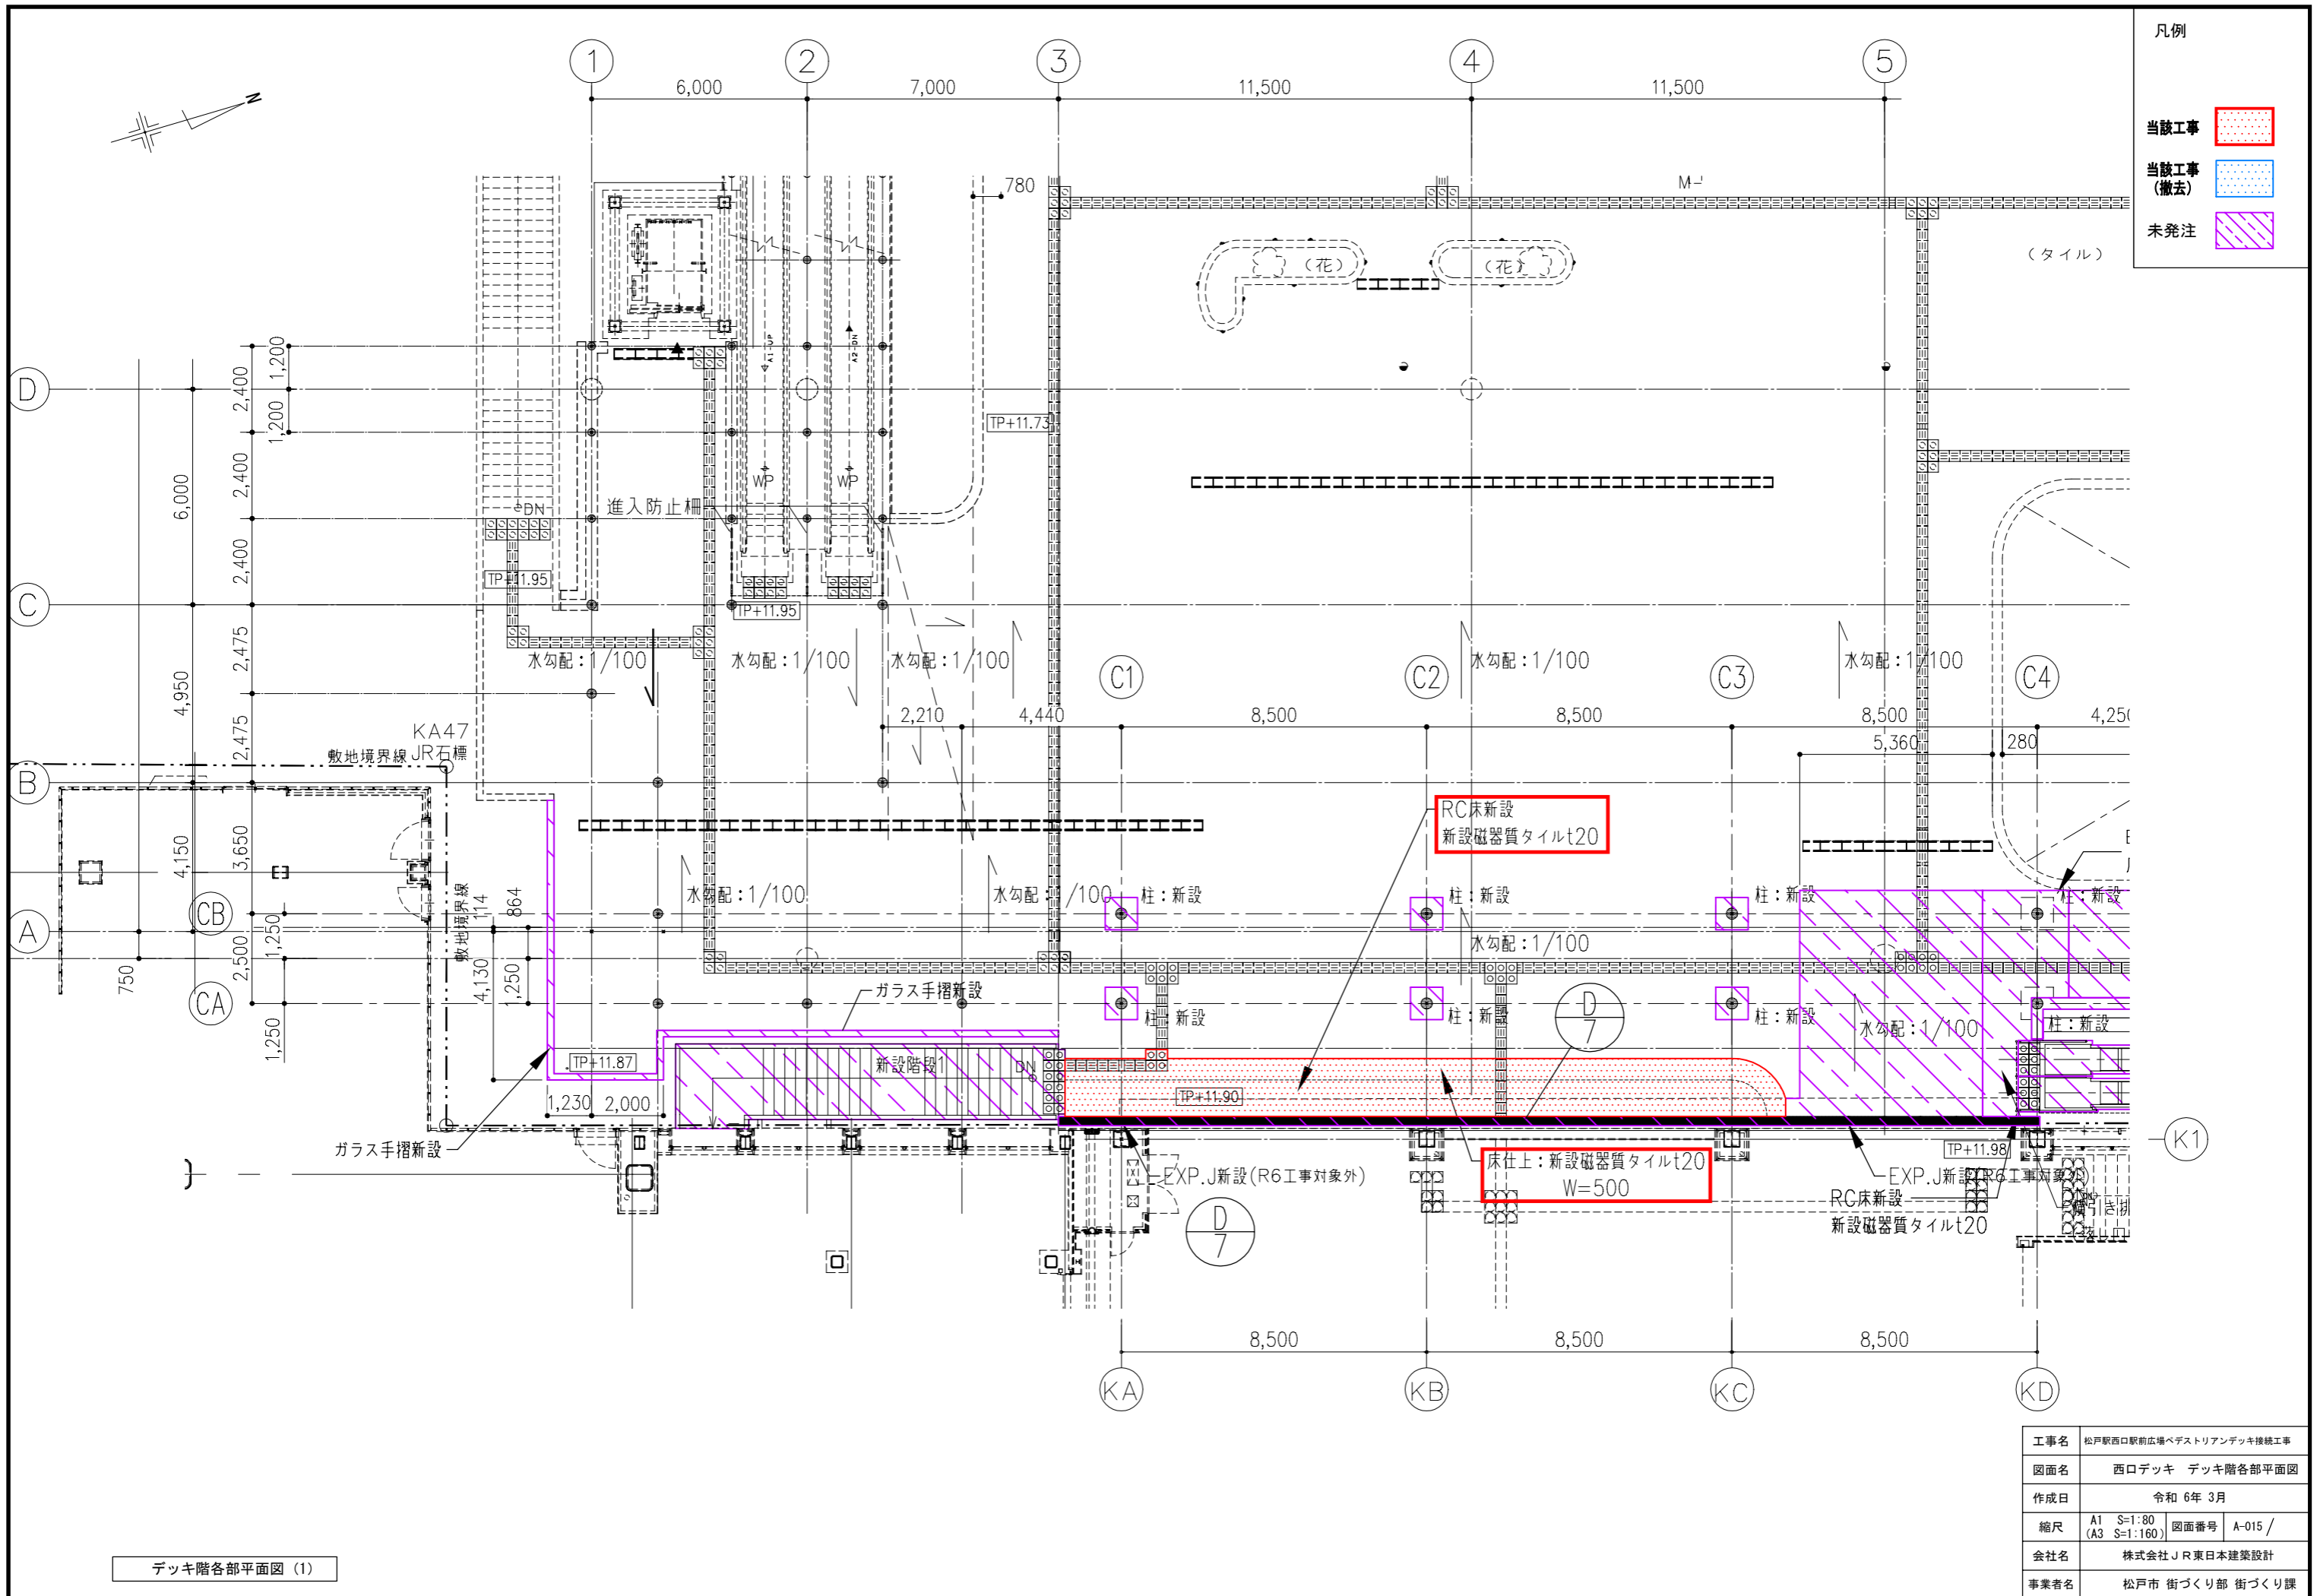 凡例
当該工事
当該工事
(撤去)
未発注
1
2
3
4
5
6,000
7,000
11,500
11,500
N
780
(花)
(花)
(タイル)
A1-UP
A2-DN
D
C
B
A
CB
CA
1,200
1,200
2,400
2,400
2,400
2,475
2,475
6,000
4,950
4,150
3,650
1,250
2,500
1,250
750
114
864
4,130
1,250
TP+11.73
WP
WP
進入防止柵
DN
TP+11.95
TP+11.95
水勾配:1/100
水勾配:1/100
水勾配:1/100
水勾配:1/100
水勾配:1/100
C1
C2
C3
C4
2,210
4,440
8,500
8,500
8,500
5,360
280
KA47
敷地境界線 JR石標
敷地境界線
RC床新設
新設磁器質タイルt20
水勾配:1/100
水勾配:1/100
柱:新設
柱:新設
柱:新設
柱:新設
水勾配:1/100
ガラス手摺新設
柱:新設
柱:新設
柱:新設
柱:新設
D
7
水勾配:1/100
TP+11.87
新設階段1
DN
TP+11.90
1,230
2,000
ガラス手摺新設
EXP.J新設(R6工事対象外)
床仕上:新設磁器質タイルt20
W=500
TP+11.98
K1
EXP.J新設(R6工事対象外)
RC床新設
新設磁器質タイルt20
D
7
8,500
8,500
8,500
KA
KB
KC
KD
デッキ階各部平面図 (1)
工事名 松戸駅西口駅前広場ペデストリアンデッキ接続工事
図面名 西口デッキ デッキ階各部平面図
作成日 令和 6年 3月
縮尺 A1 S=1:80 (A3 S=1:160) 図面番号 A-015 /
会社名 株式会社JR東日本建築設計
事業者名 松戸市 街づくり部 街づくり課